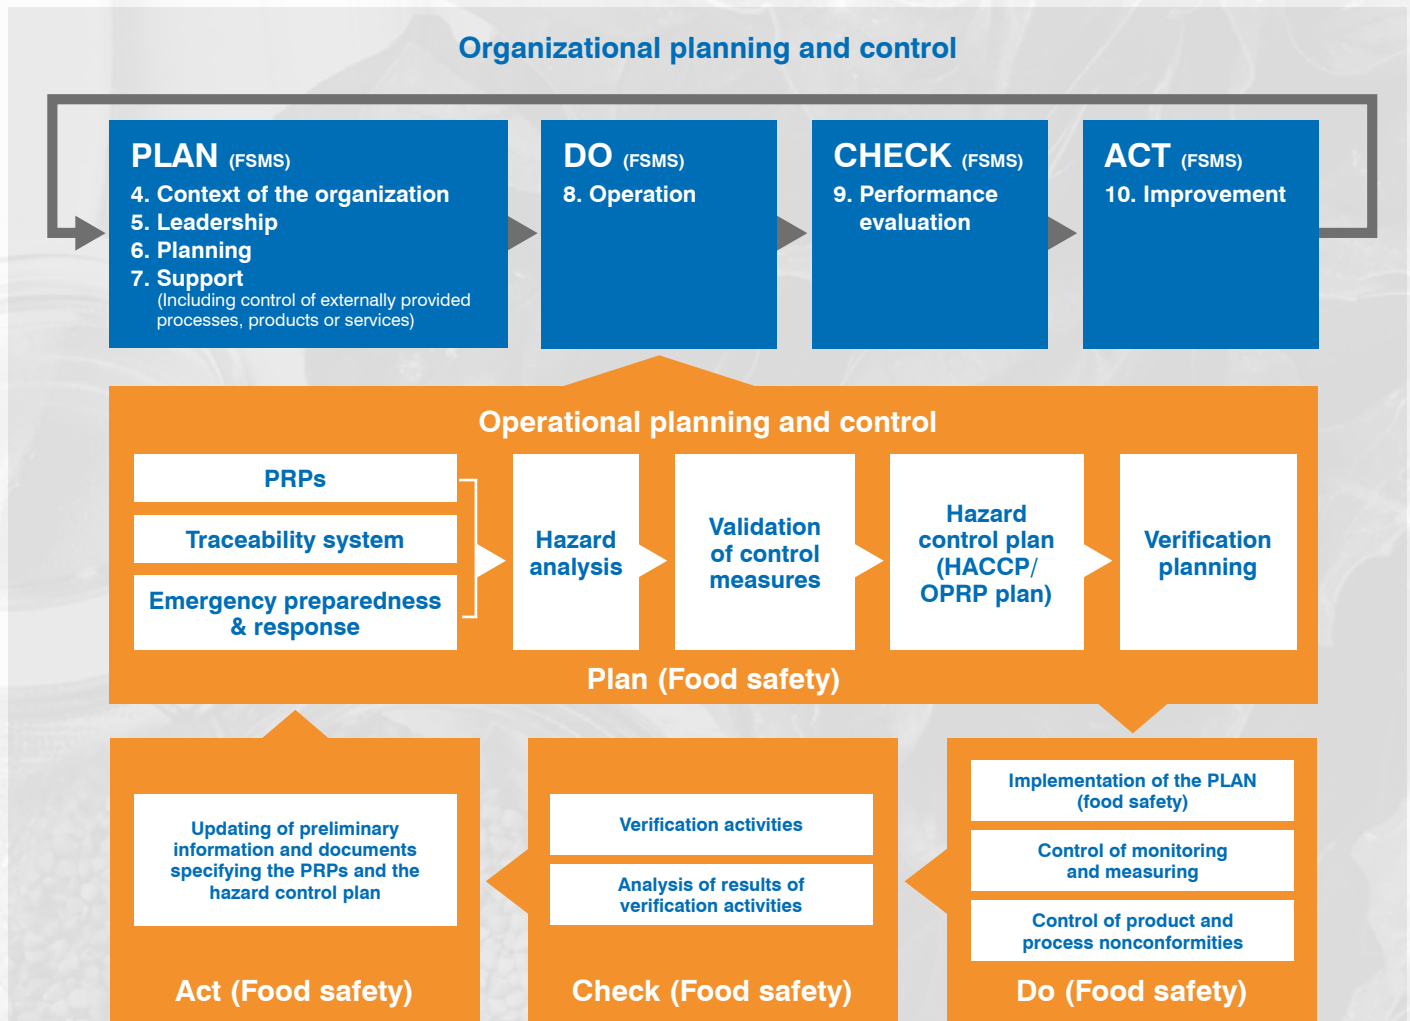 Organizational planning and control
PLAN (FSMS)
4. Context of the organization
5. Leadership
6. Planning
7. Support
(Including control of externally provided
processes, products or services)
DO (FSMS)
8. Operation
CHECK (FSMS)
9. Performance
evaluation
ACT (FSMS)
10. Improvement
Operational planning and control
PRPs
Traceability system
Emergency preparedness
& response
Hazard
analysis
Validation
of control
measures
Hazard
control plan
(HACCP/
OPRP plan)
Verification
planning
Plan (Food safety)
Updating of preliminary
information and documents
specifying the PRPs and the
hazard control plan
Act (Food safety)
Verification activities
Analysis of results of
verification activities
Check (Food safety)
Implementation of the PLAN
(food safety)
Control of monitoring
and measuring
Control of product and
process nonconformities
Do (Food safety)